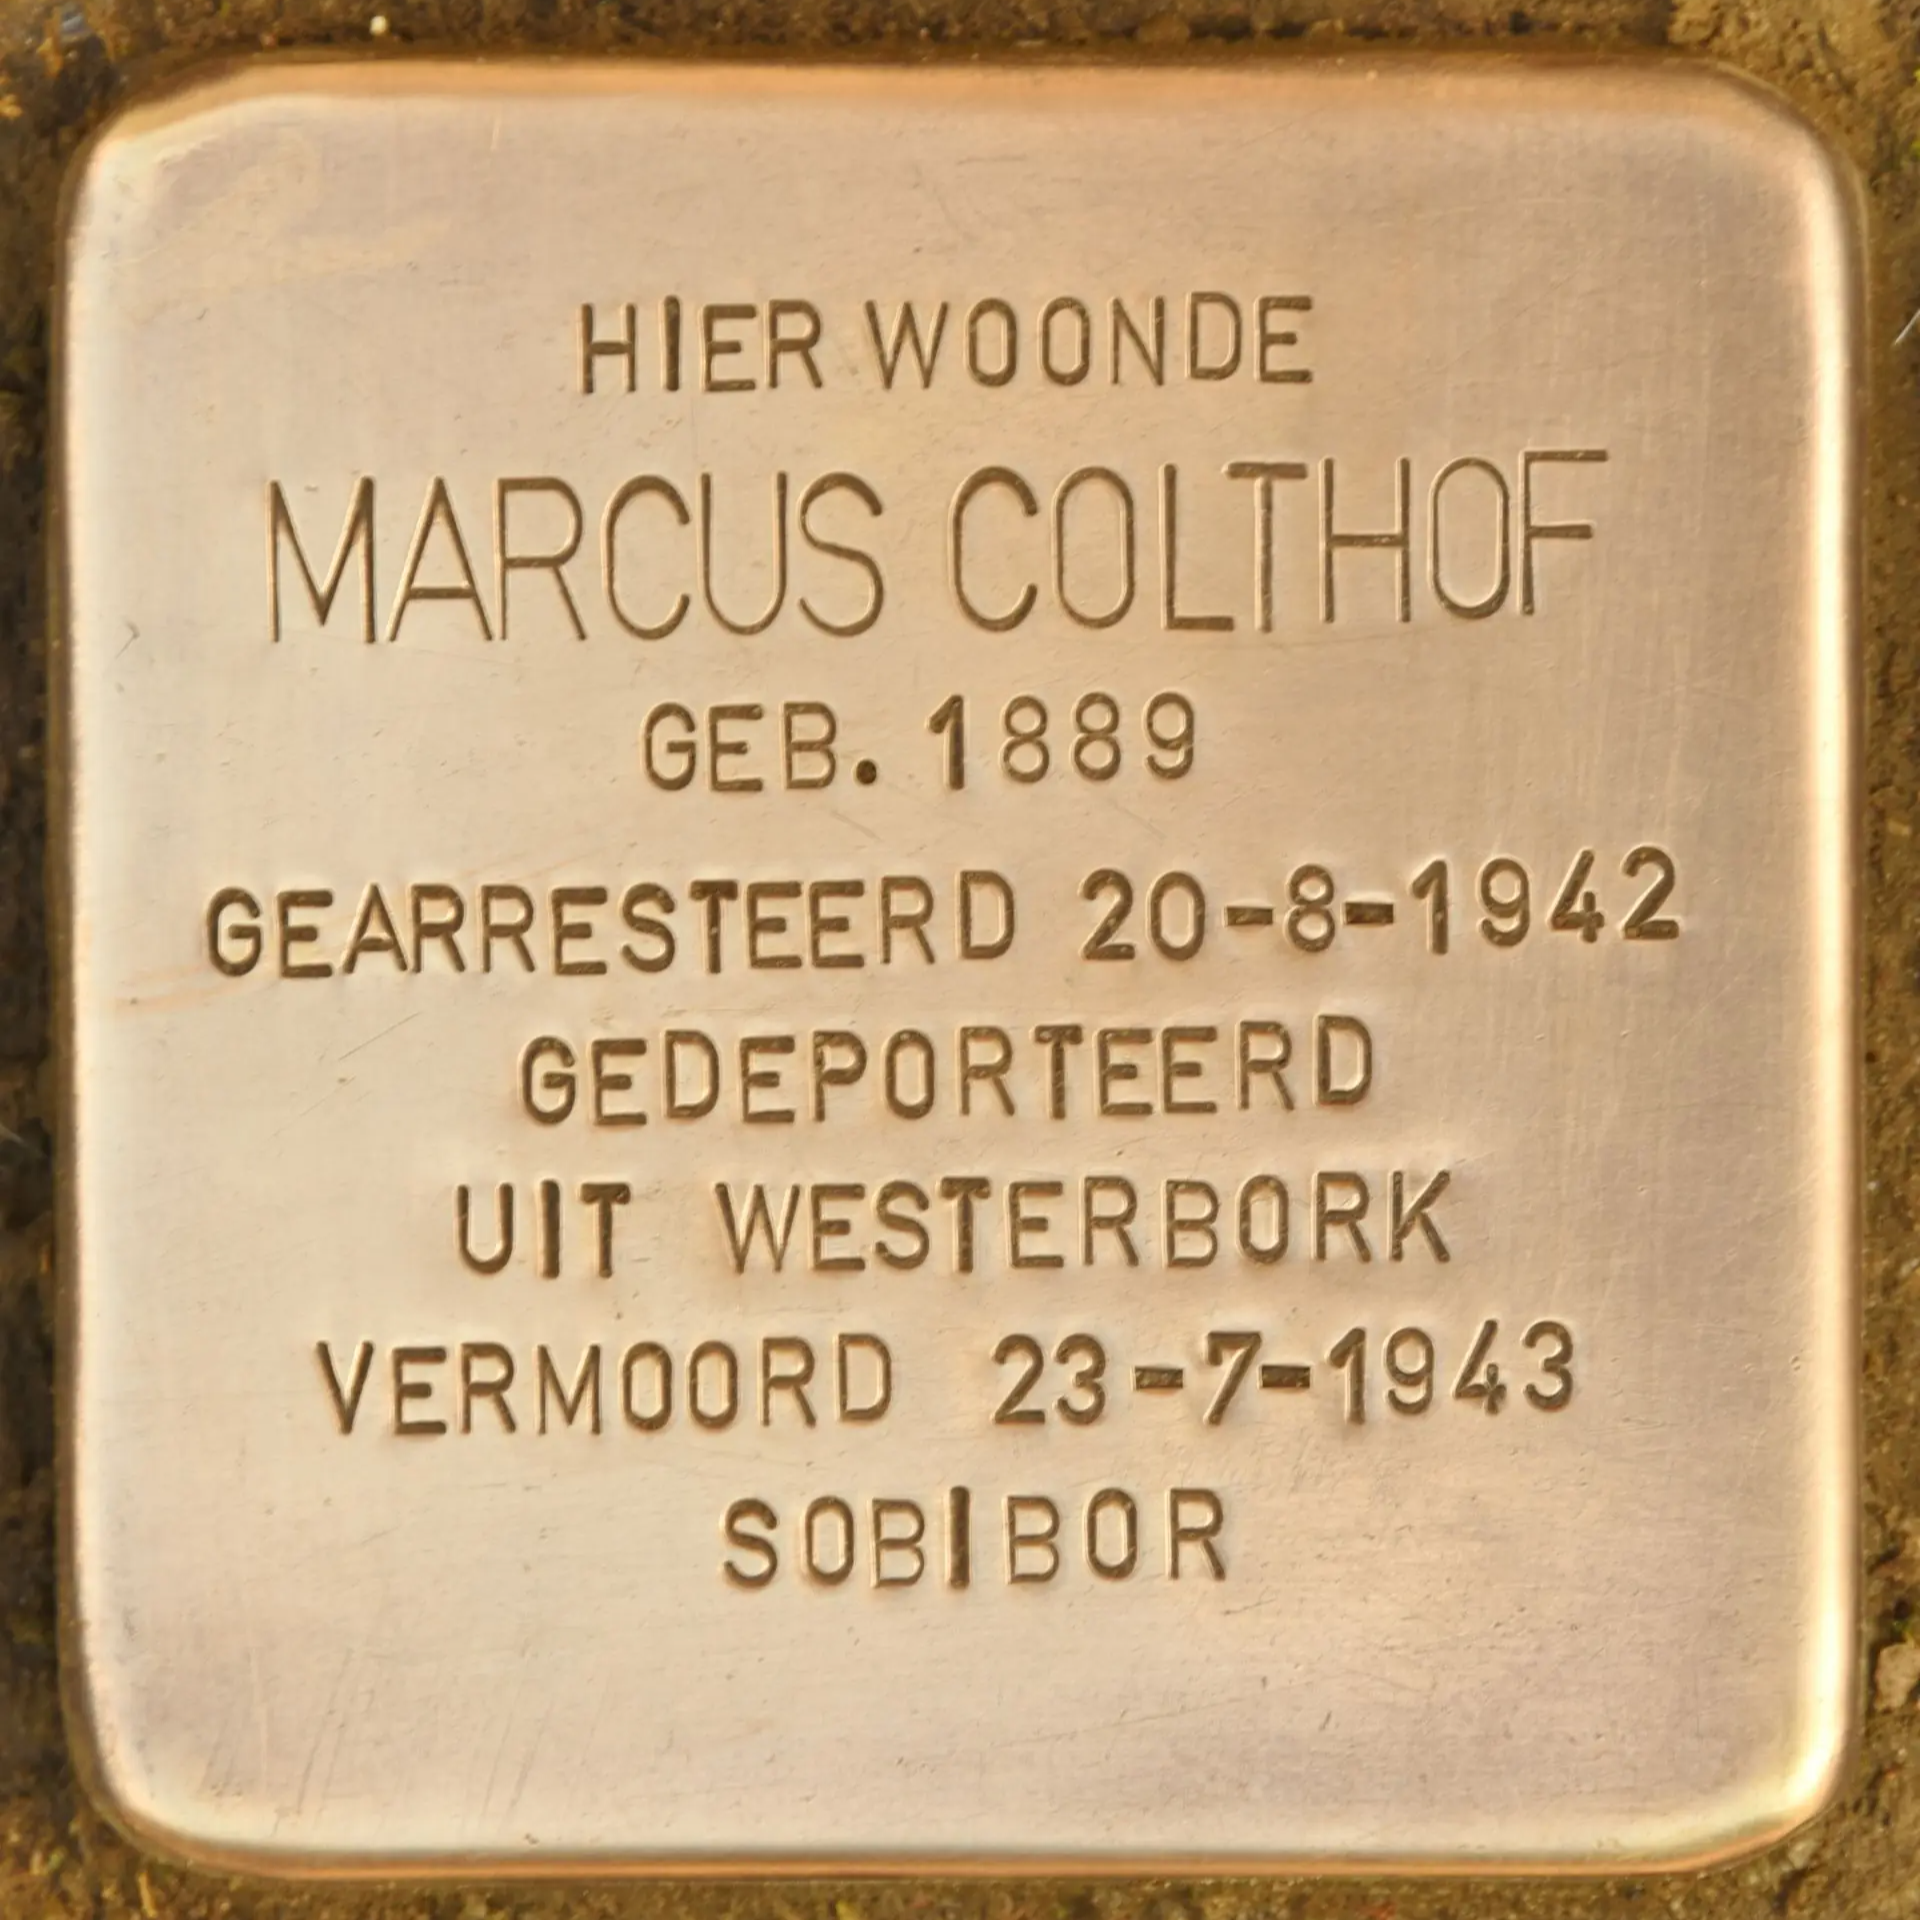 HIER WOONDE
MARCUS COLTHOF
GEB. 1889
GEARRESTEERD 20-8-1942
GEDEPORTEERD
UIT WESTERBORK
VERMOORD 23-7-1943
SOBIBOR